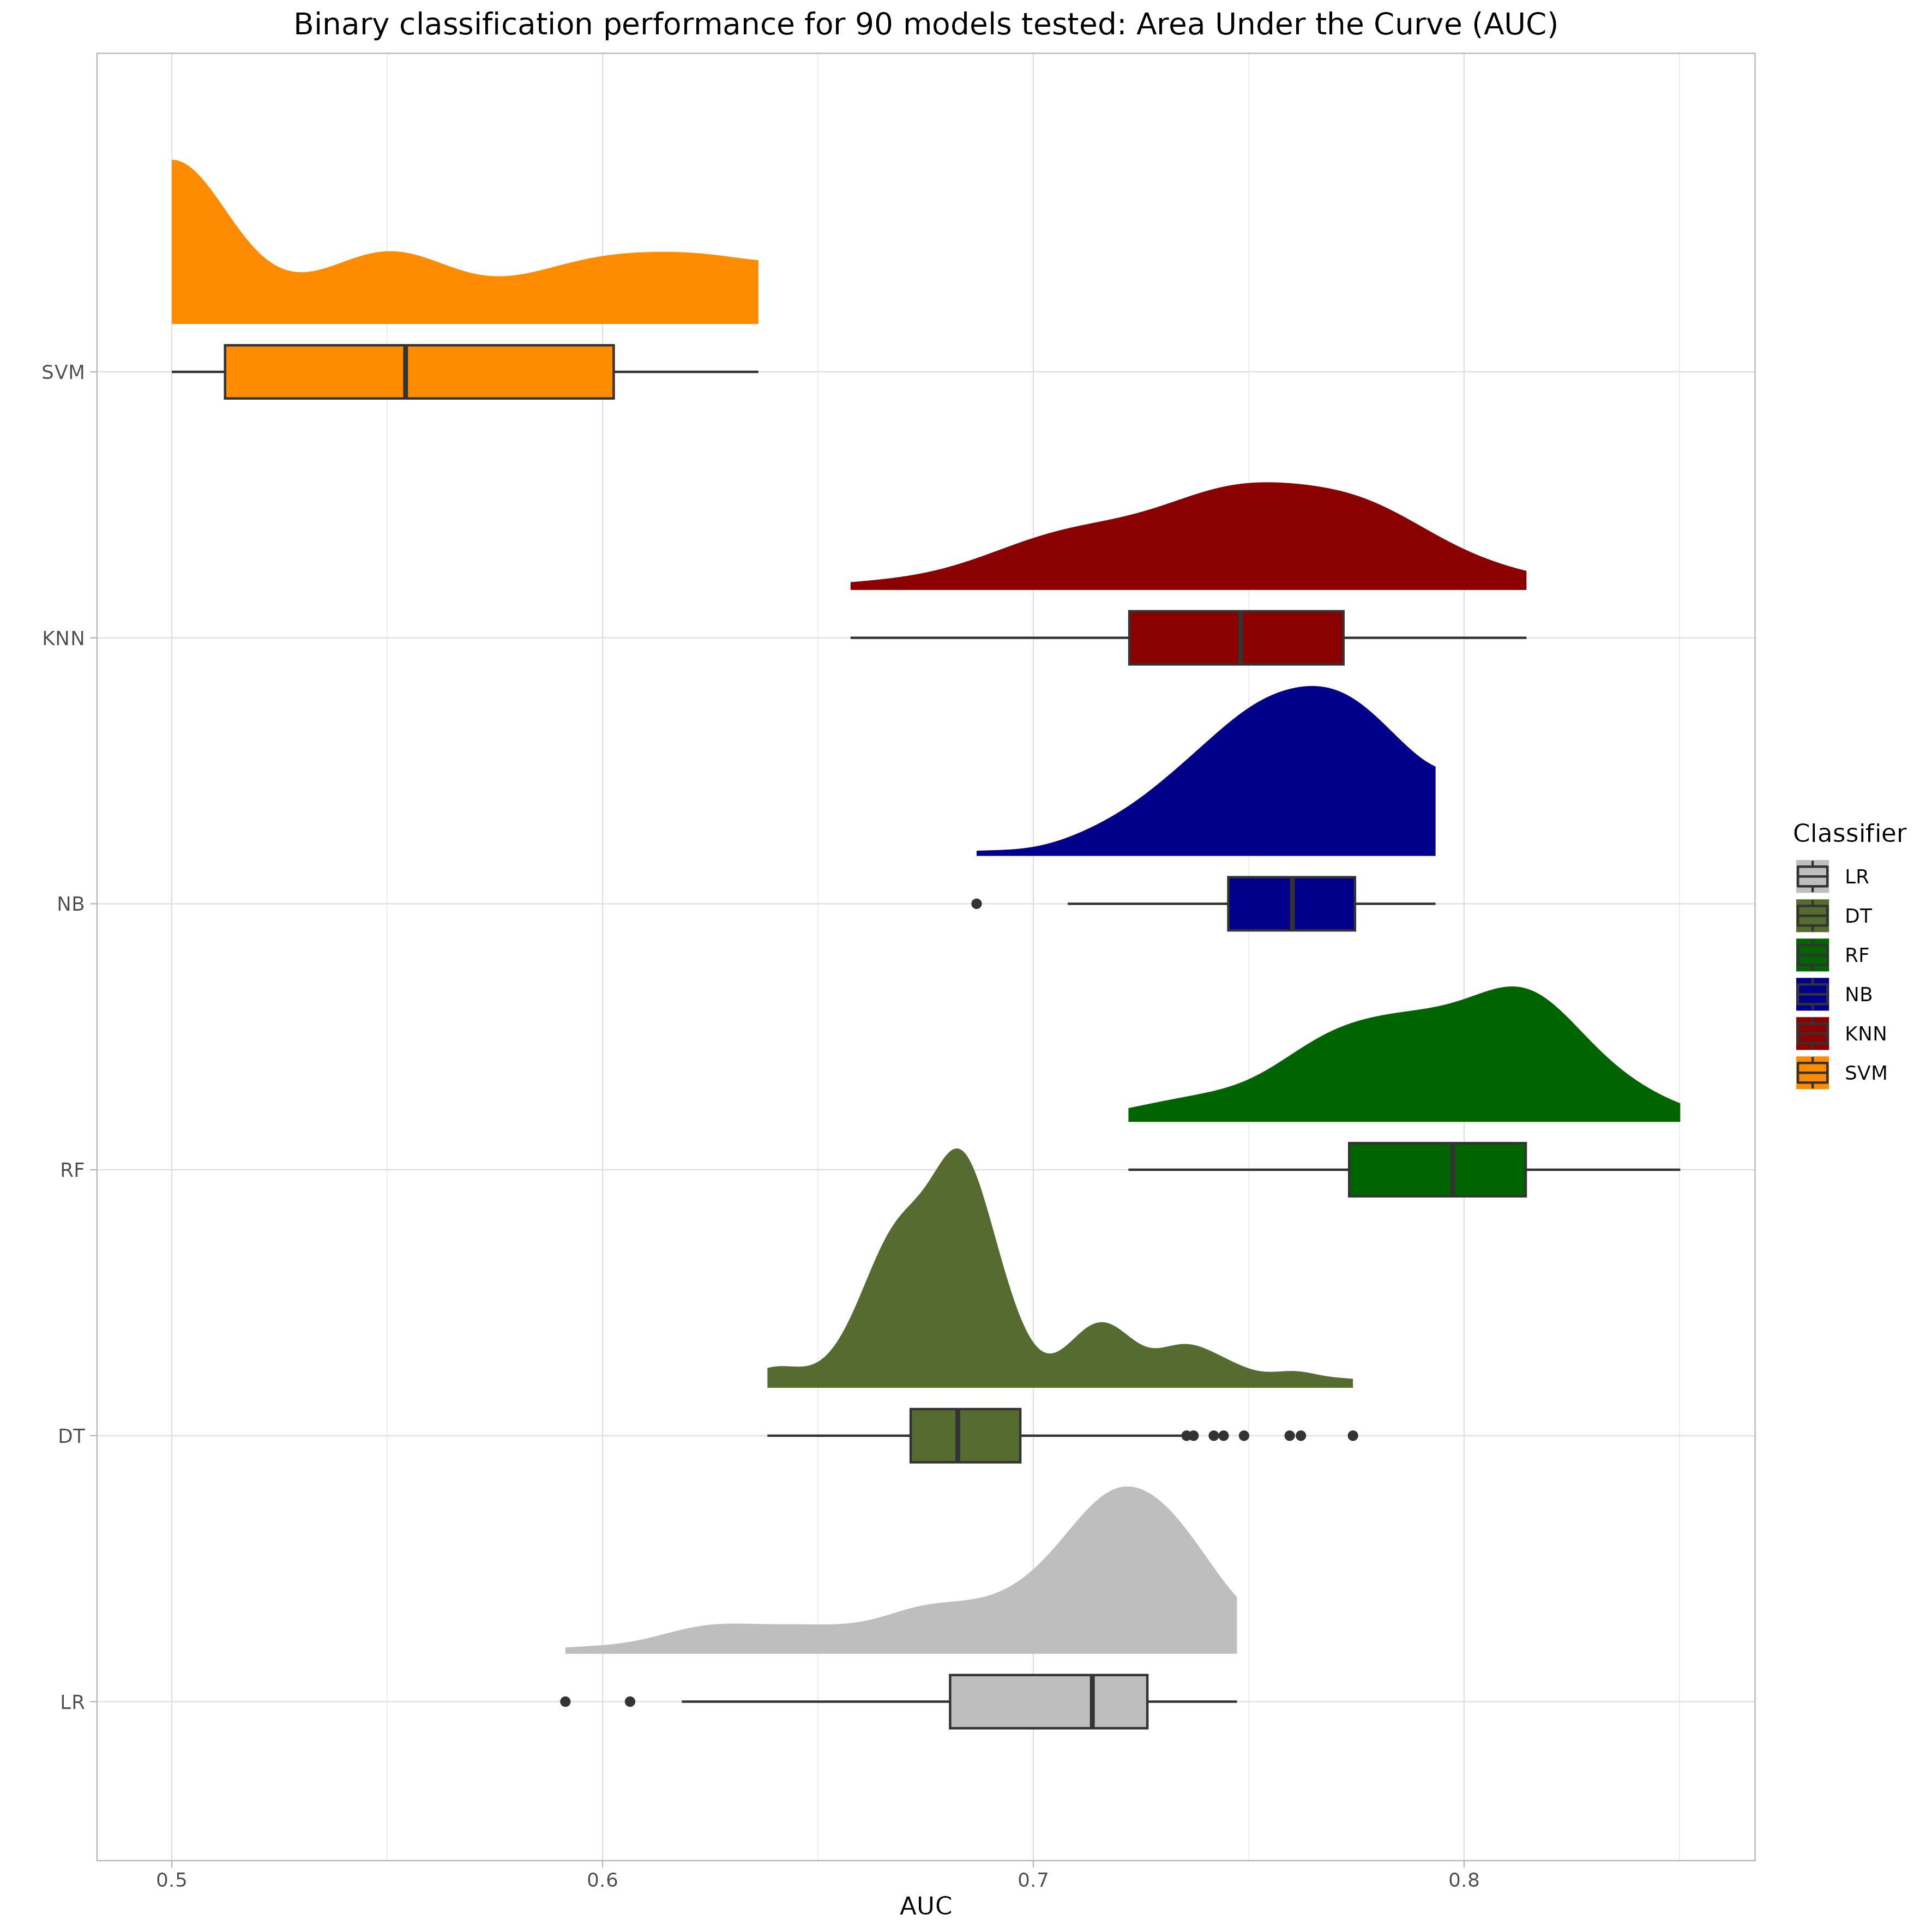 Binary classification performance for 90 models tested: Area Under the Curve (AUC)
SVM
KNN
NB
RF
DT
LR
0.5 0.6 0.7 0.8
AUC
Classifier
LR
DT
RF
NB
KNN
SVM